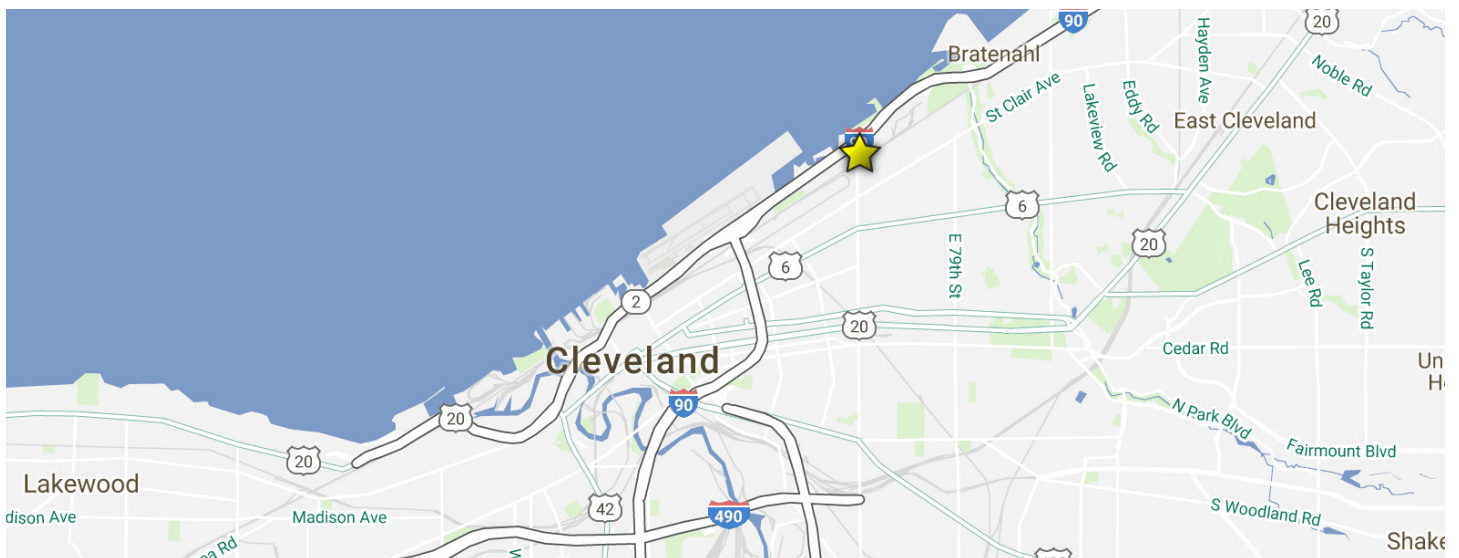 90
20
Bratenahl
Hayden Ave
Noble Rd
St Clair Ave
Lakeview Rd
Eddy Rd
East Cleveland
6
Cleveland
Heights
20
E 79th St
6
Lee Rd
S Taylor Rd
2
20
Cedar Rd
Cleveland
90
N Park Blvd
20
20
Fairmount Blvd
Lakewood
42
490
S Woodland Rd
dison Ave
Madison Ave
Shake